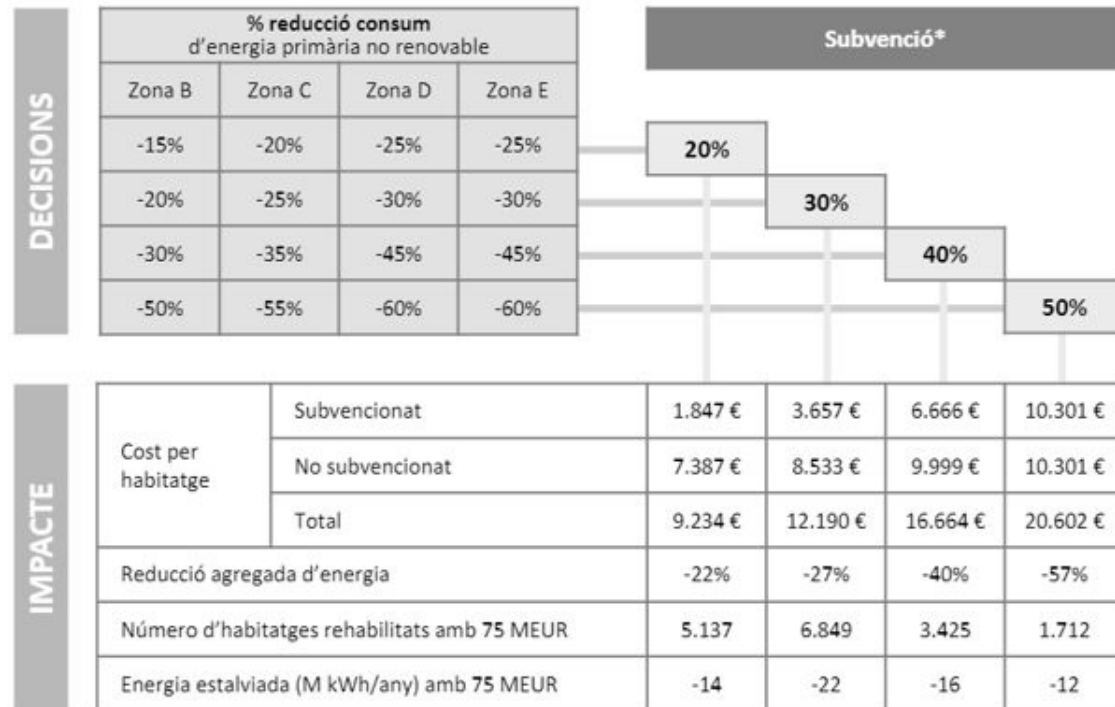 DECISIONS
% reducció consum
d'energia primària no renovable
Subvenció*
Zona B Zona C Zona D Zona E
-15% -20% -25% -25% 20%
-20% -25% -30% -30% 30%
-30% -35% -45% -45% 40%
-50% -55% -60% -60% 50%
IMPACTE
Cost per
habitatge
Subvencionat 1.847 € 3.657 € 6.666 € 10.301 €
No subvencionat 7.387 € 8.533 € 9.999 € 10.301 €
Total 9.234 € 12.190 € 16.664 € 20.602 €
Reducció agregada d'energia -22% -27% -40% -57%
Número d'habitatges rehabilitats amb 75 MEUR 5.137 6.849 3.425 1.712
Energia estalviada (M kWh/any) amb 75 MEUR -14 -22 -16 -12